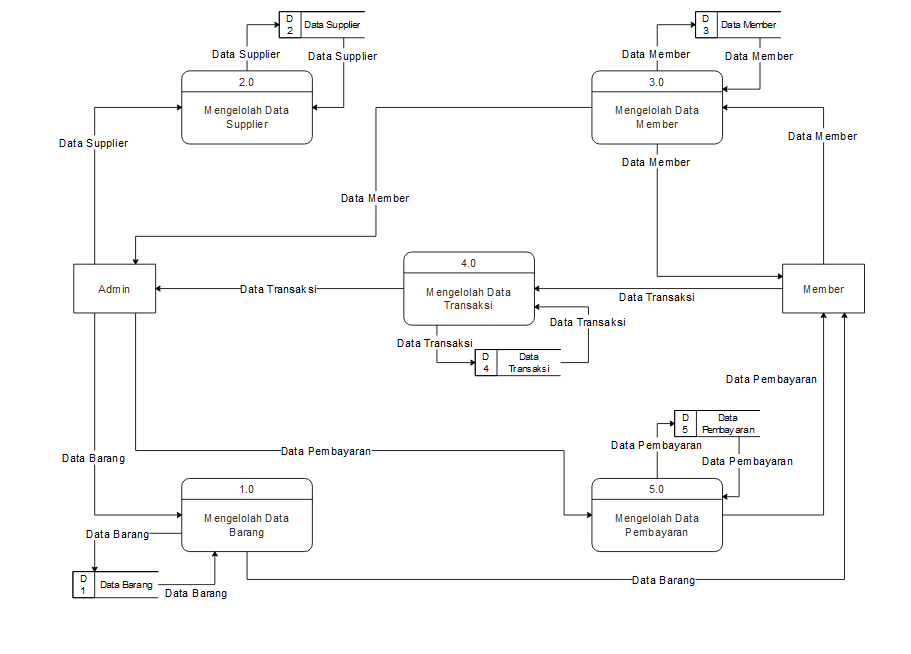 D
2
Data Supplier
D
3
Data Member
Data Supplier
Data Supplier
Data Member
Data Member
2.0
Mengelolah Data
Supplier
3.0
Mengelolah Data
Member
Data Supplier
Data Member
Data Member
Data Member
4.0
Mengelolah Data
Transaksi
Admin
Data Transaksi
Data Transaksi
Member
Data Transaksi
Data Transaksi
D
4
Data
Transaksi
Data Pembayaran
D
5
Data
Pembayaran
Data Pembayaran
Data Pembayaran
Data Barang
Data Pembayaran
1.0
Mengelolah Data
Barang
5.0
Mengelolah Data
Pembayaran
Data Barang
D
1
Data Barang
Data Barang
Data Barang